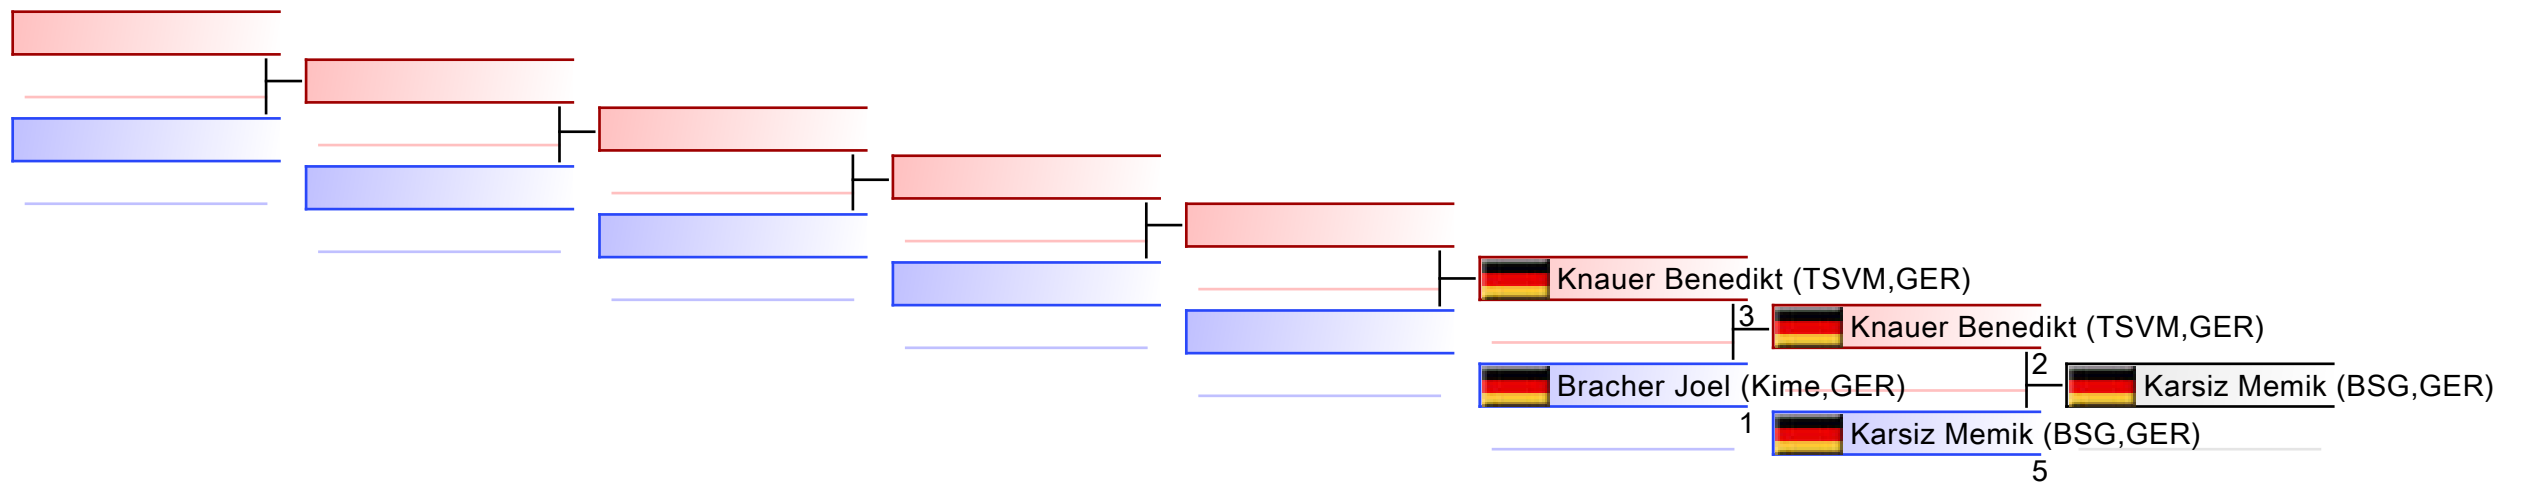 Knauer Benedikt (TSVM,GER)
3
Knauer Benedikt (TSVM,GER)
Bracher Joel (Kime,GER)
2
Karsiz Memik (BSG,GER)
1
Karsiz Memik (BSG,GER)
5